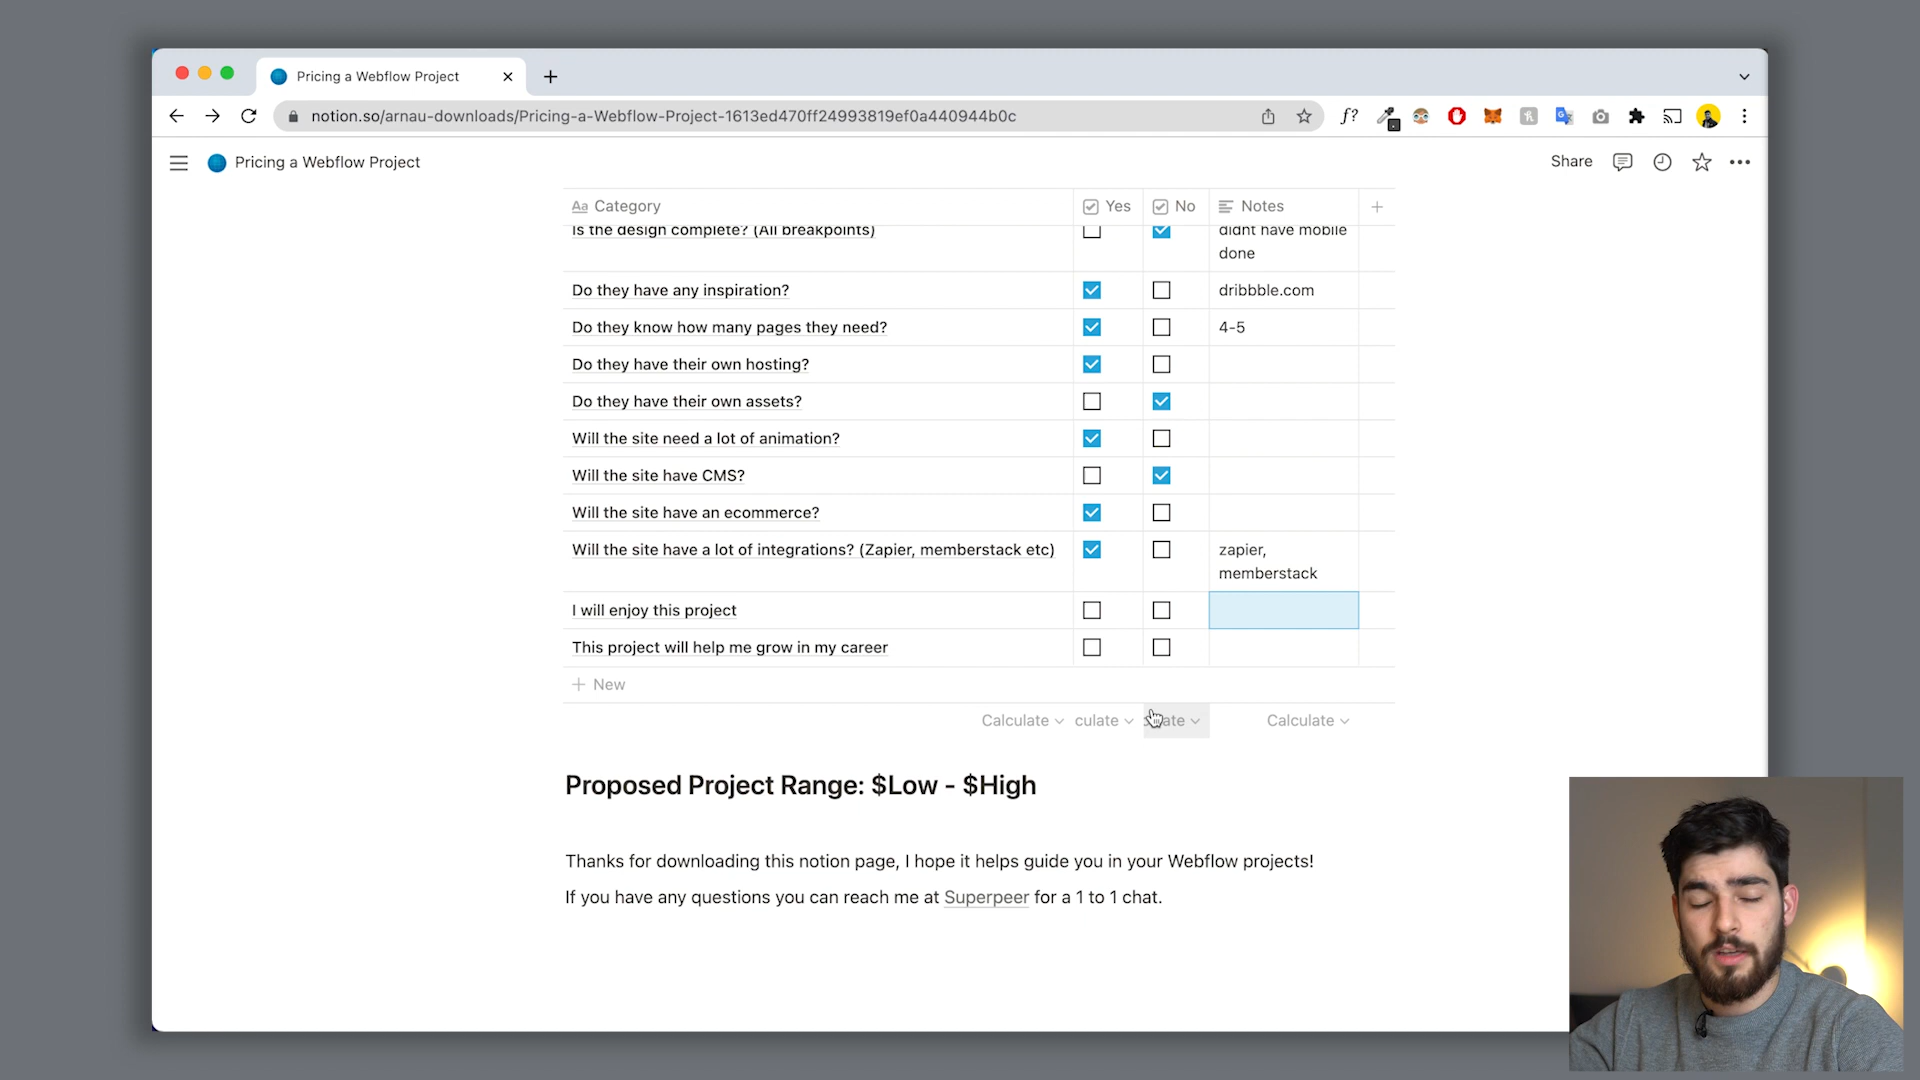 Pricing a Webflow Project
notion.so/arnau-downloads/Pricing-a-Webflow-Project-1613ed470ff24993819ef0a440944b0c
f?
Pricing a Webflow Project
Share
Aa Category
Yes
No
Notes
Is the design complete? (All breakpoints)
didnt have mobile
done
Do they have any inspiration?
dribbble.com
Do they know how many pages they need?
4-5
Do they have their own hosting?
Do they have their own assets?
Will the site need a lot of animation?
Will the site have CMS?
Will the site have an ecommerce?
Will the site have a lot of integrations? (Zapier, memberstack etc)
zapier,
memberstack
I will enjoy this project
This project will help me grow in my career
+ New
Calculate
culate
Calculate
Proposed Project Range: $Low - $High
Thanks for downloading this notion page, I hope it helps guide you in your Webflow projects!
If you have any questions you can reach me at Superpeer for a 1 to 1 chat.